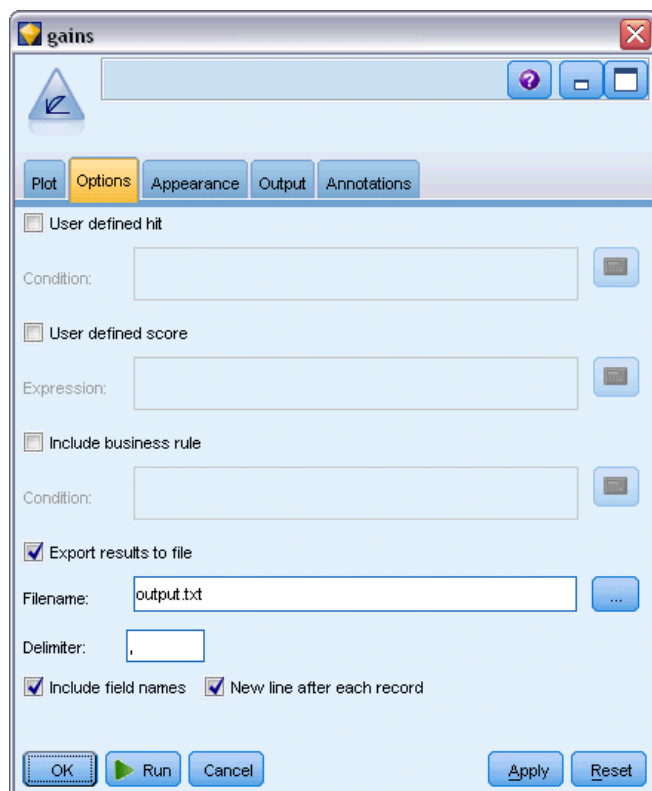 gains
Plot Options Appearance Output Annotations
User defined hit
Condition:
User defined score
Expression:
Include business rule
Condition:
Export results to file
Filename: output.txt ...
Delimiter: ,
Include field names New line after each record
OK Run Cancel Apply Reset